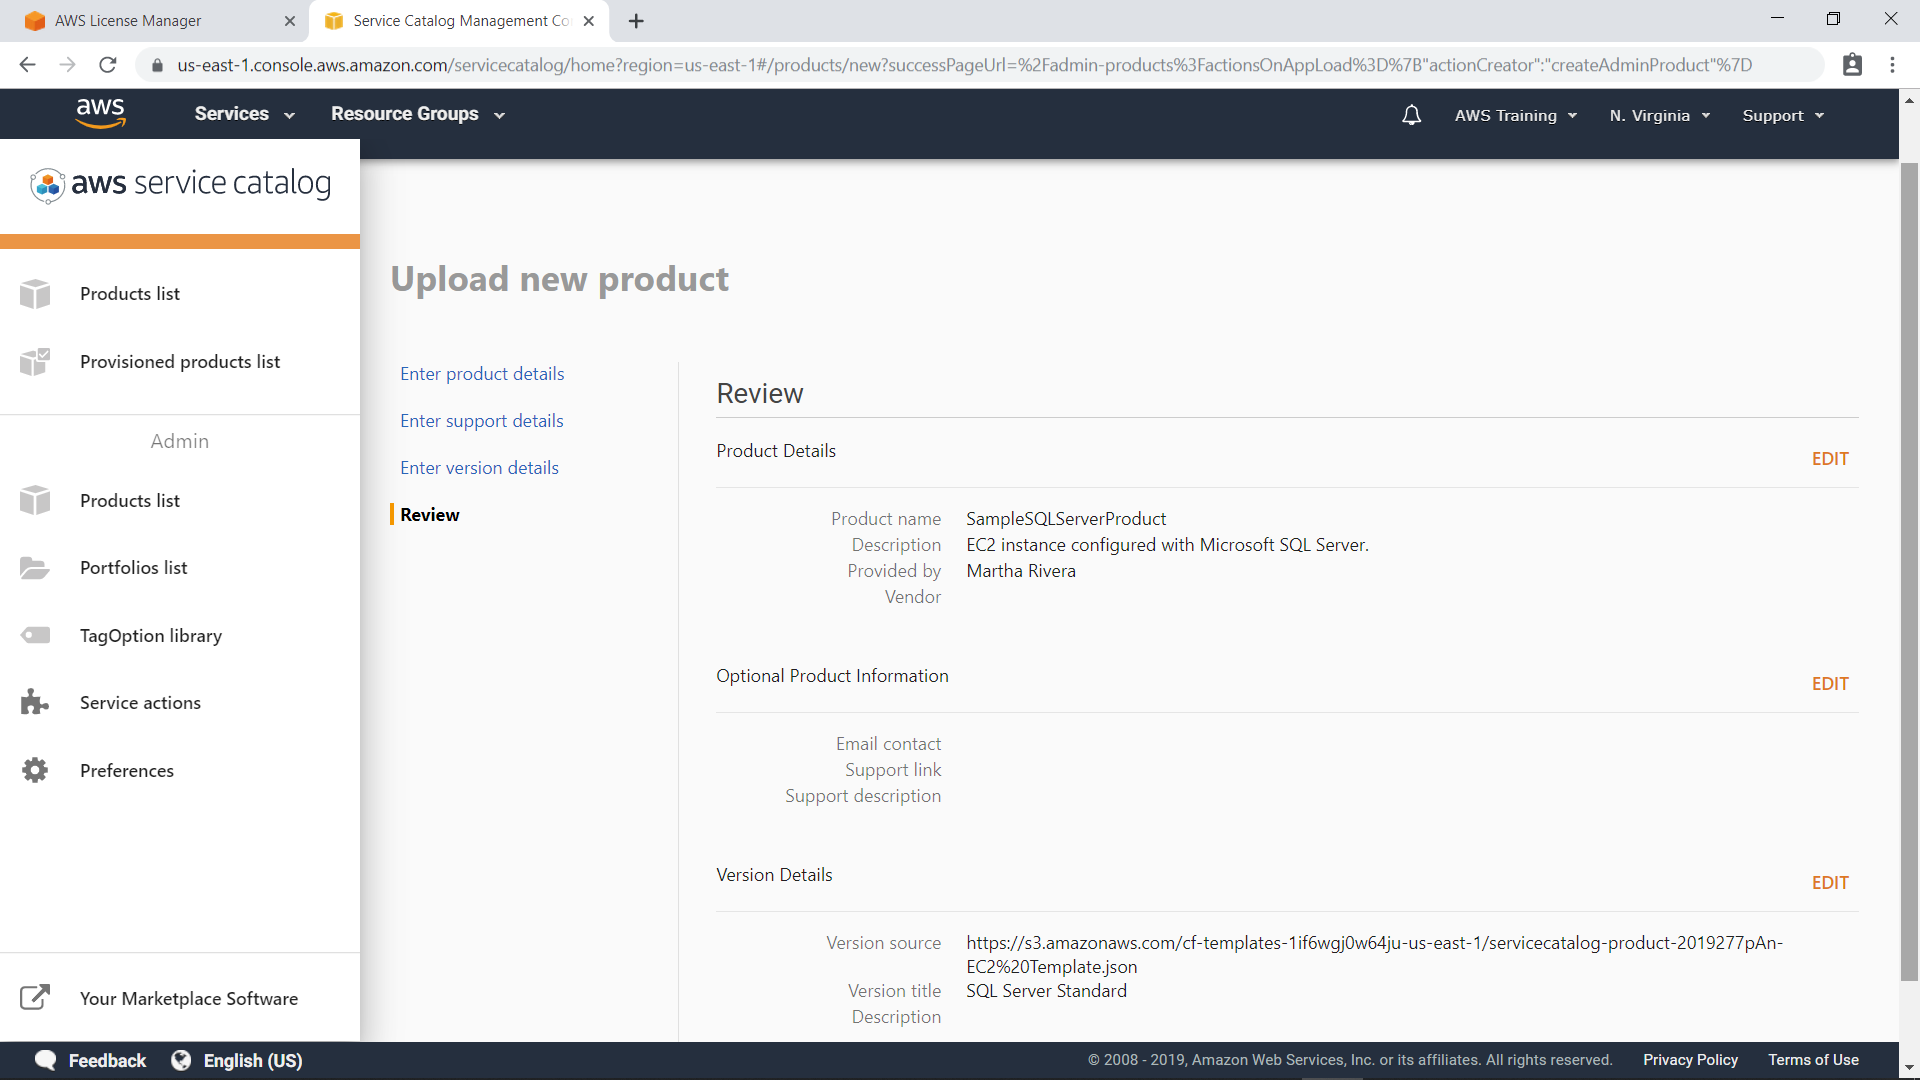 AWS License Manager
Service Catalog Management Co
us-east-1.console.aws.amazon.com/servicecatalog/home?region=us-east-1#/products/new?successPageUrl=%2Fadmin-products%3FactionsOnAppLoad%3D%7B"actionCreator":"createAdminProduct"%7D
aws
Services
Resource Groups
AWS Training
N. Virginia
Support
aws service catalog
Products list
Provisioned products list
Admin
Products list
Portfolios list
TagOption library
Service actions
Preferences
Your Marketplace Software
Upload new product
Enter product details
Enter support details
Enter version details
Review
Review
Product Details
EDIT
Product name SampleSQLServerProduct
Description EC2 instance configured with Microsoft SQL Server.
Provided by Martha Rivera
Vendor
Optional Product Information
EDIT
Email contact
Support link
Support description
Version Details
EDIT
Version source https://s3.amazonaws.com/cf-templates-1if6wgj0w64ju-us-east-1/servicecatalog-product-2019277pAn-
EC2%20Template.json
Version title SQL Server Standard
Description
Feedback
English (US)
© 2008 - 2019, Amazon Web Services, Inc. or its affiliates. All rights reserved.
Privacy Policy
Terms of Use